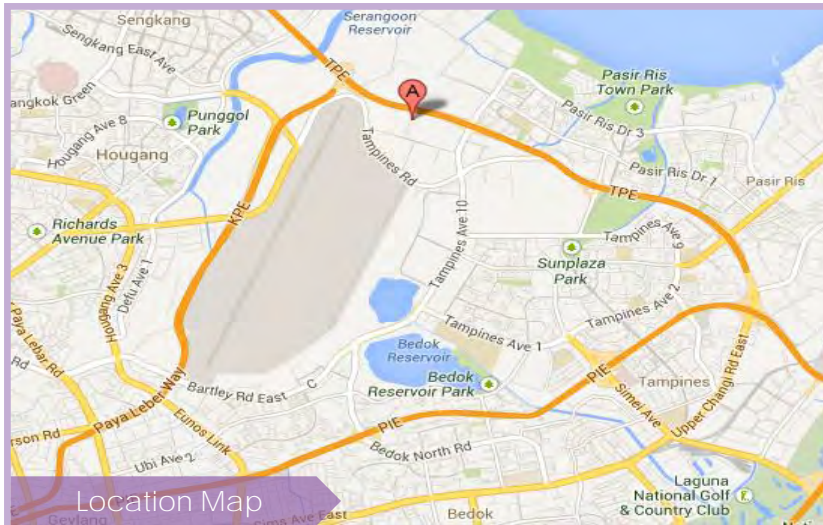 Sengkang
Serangoon
Reservoir
Sengkang East Ave
TPE
A
Pasir Ris
Town Park
angkok Green
Punggol
Park
Pasir Ris Dr 3
Hougang Ave 8
Hougang
Tampines Rd
Pasir Ris Dr 1
Pasir Ris
TPE
KPE
Tampines Ave 10
Richards
Avenue Park
Tampines Ave 9
Sunplaza
Park
Defu Ave 1
Hougang Ave 3
Paya Lebar Rd
Tampines Ave 2
Tampines Ave 1
Bedok
Reservoir
Bedok
Reservoir Park
PIE
Simei Ave
Tampines
Upper Changi Rd East
Bartley Rd East
C
Paya Leber Way
Eunos Link
erson Rd
PIE
Bedok North Rd
Ubi Ave 2
Laguna
National Golf
& Country Club
Location Map
Geylang
Sims Ave East
Bedok